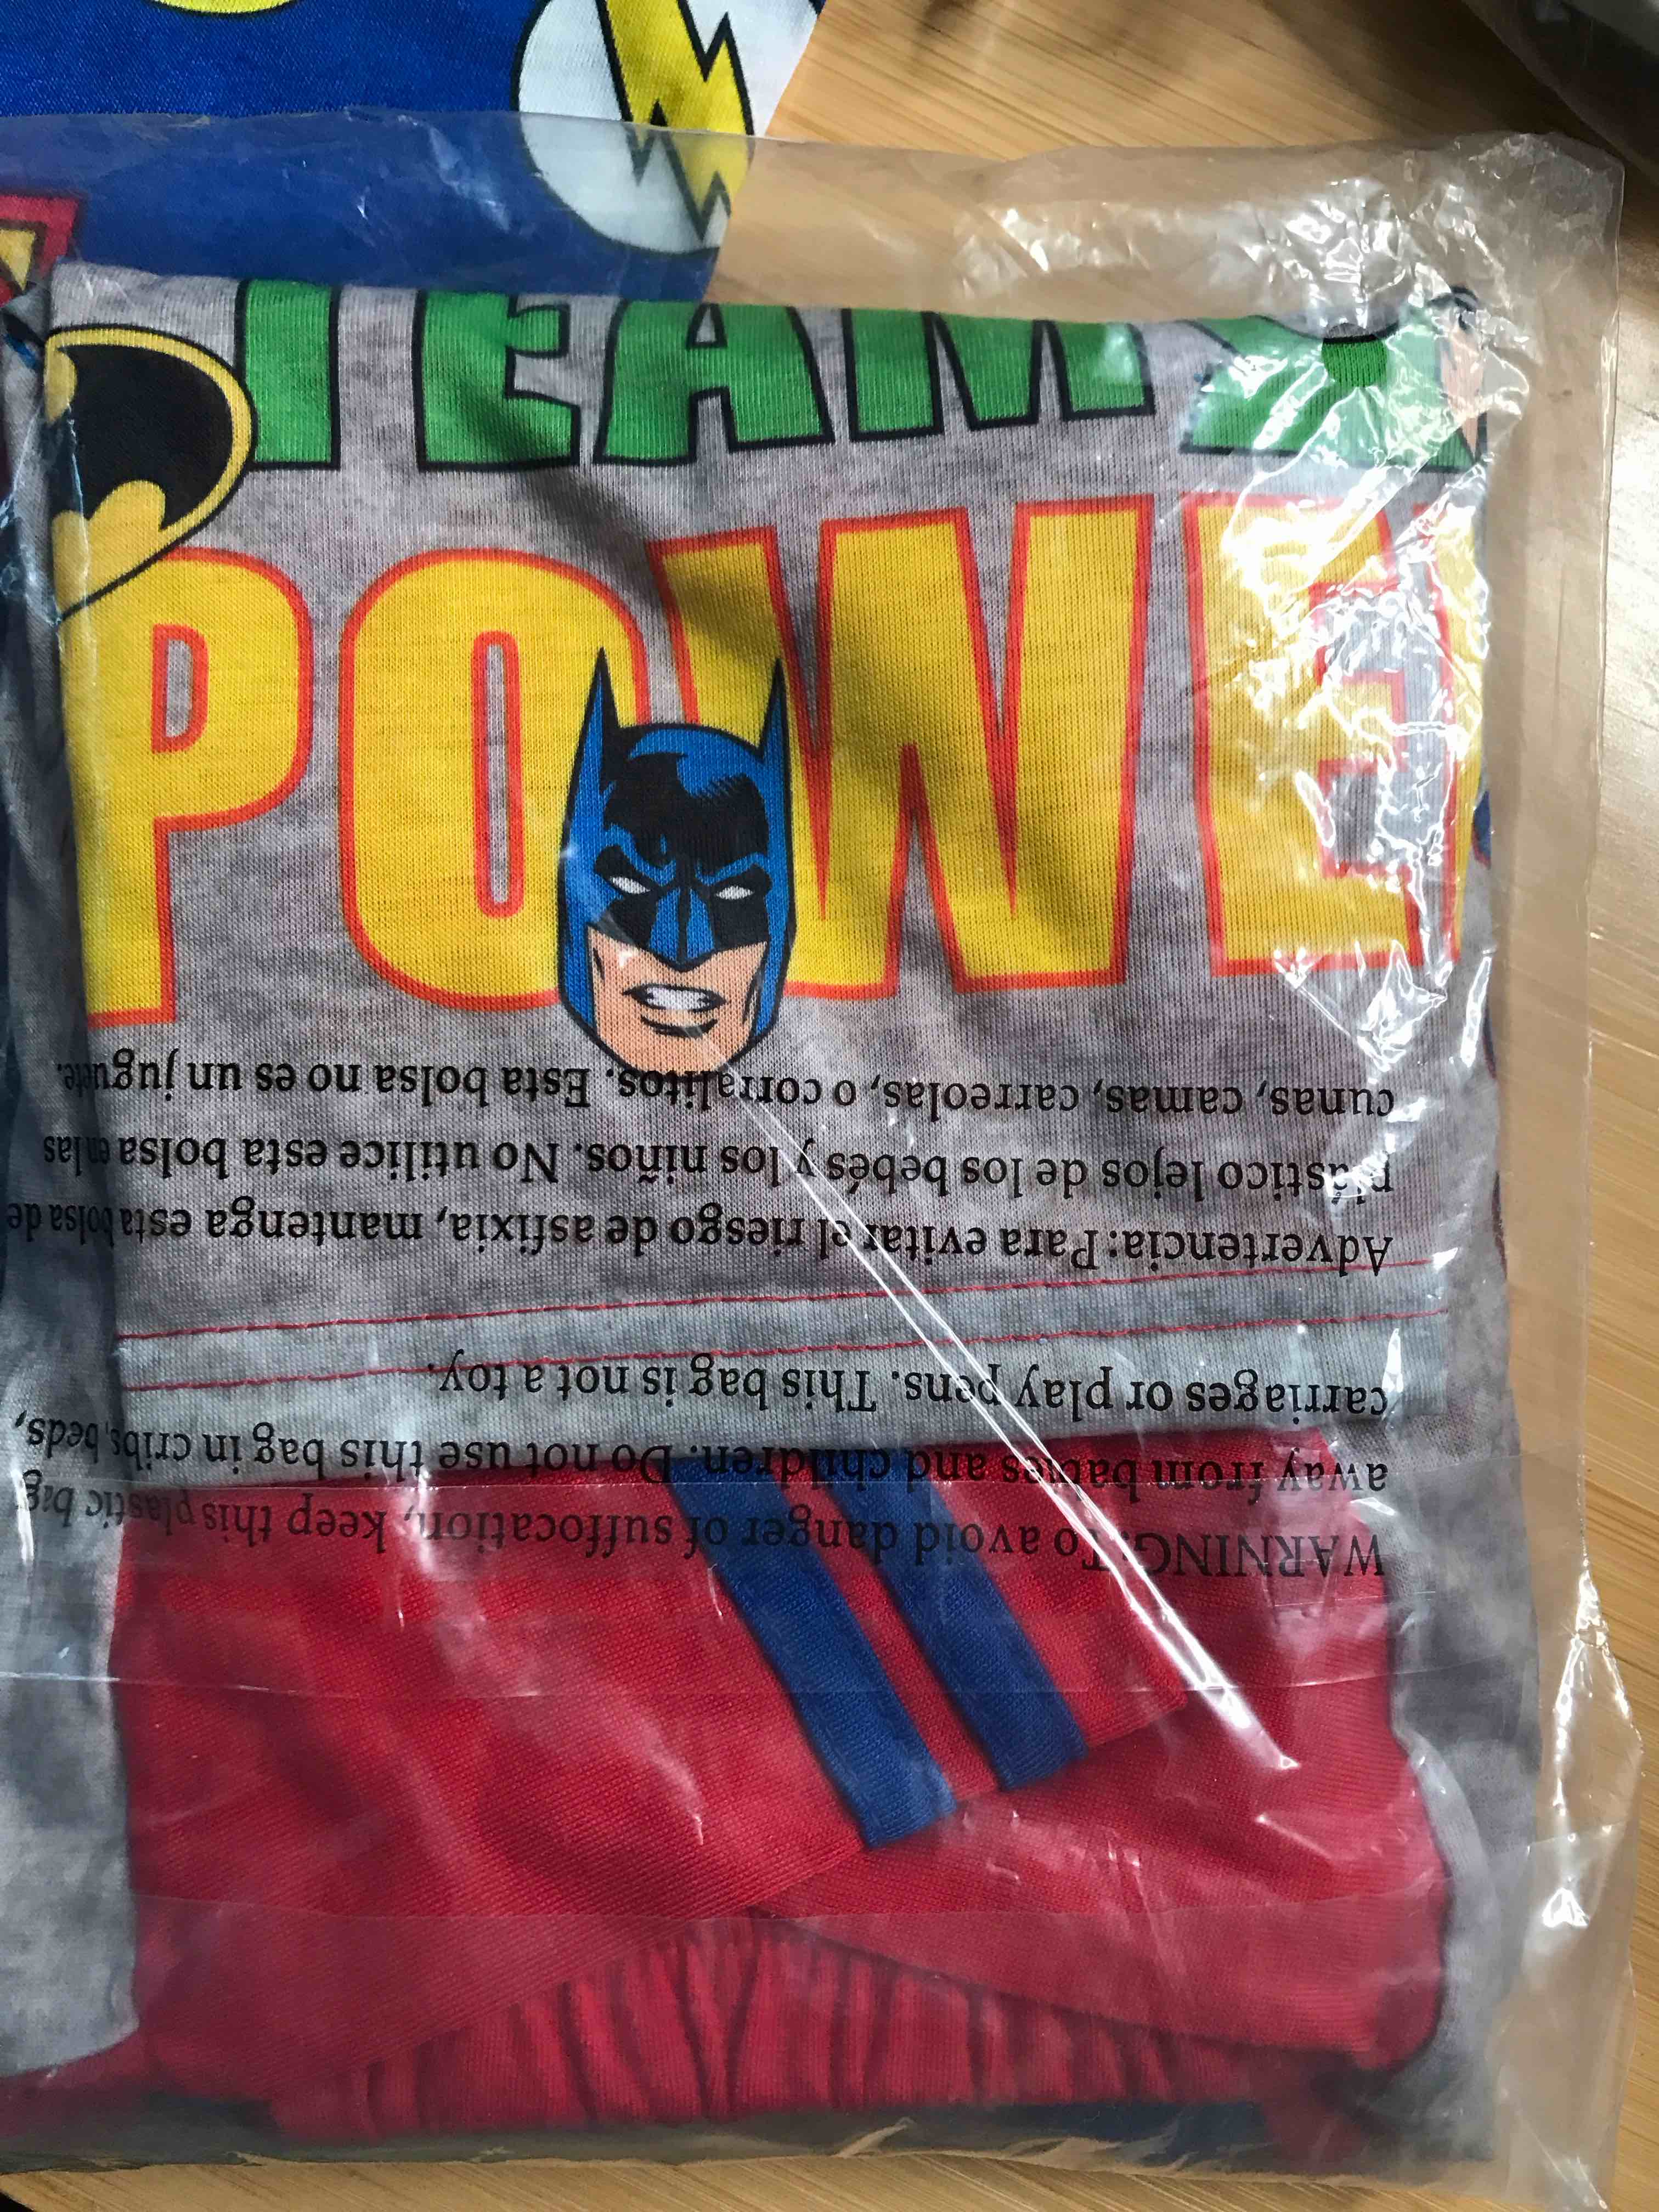 TEAM
POWE
WARNING: To avoid danger of suffocation, keep this plastic bag
away from babies and children. Do not use this bag in cribs, beds,
carriages or play pens. This bag is not a toy.
Advertencia: Para evitar el riesgo de asfixia, mantenga esta bolsa de
plástico lejos de los bebés y los niños. No utilice esta bolsa en las
cunas, camas, carreolas, o corralitos. Esta bolsa no es un juguete.